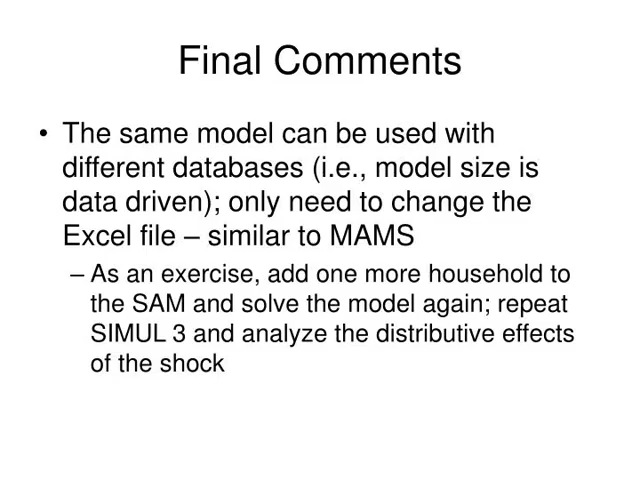 Final Comments
• The same model can be used with
different databases (i.e., model size is
data driven); only need to change the
Excel file – similar to MAMS
– As an exercise, add one more household to
the SAM and solve the model again; repeat
SIMUL 3 and analyze the distributive effects
of the shock